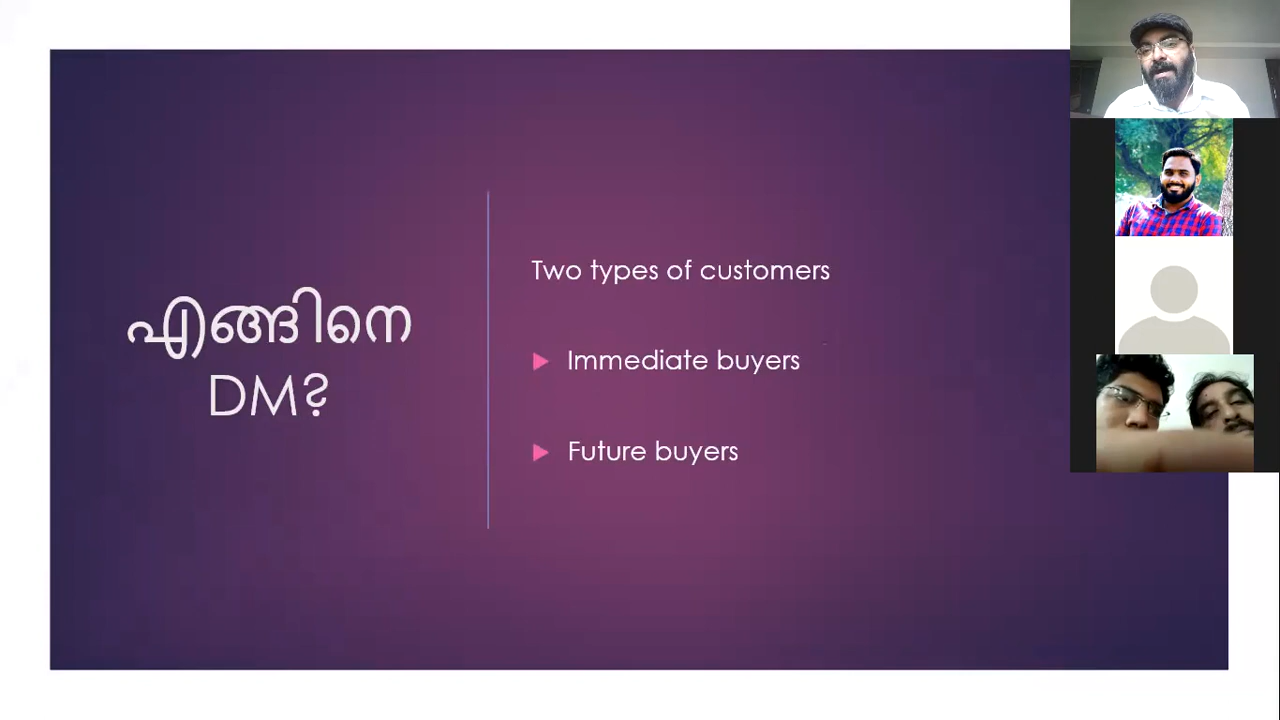 എങ്ങിനെ
DM?
Two types of customers
Immediate buyers
Future buyers